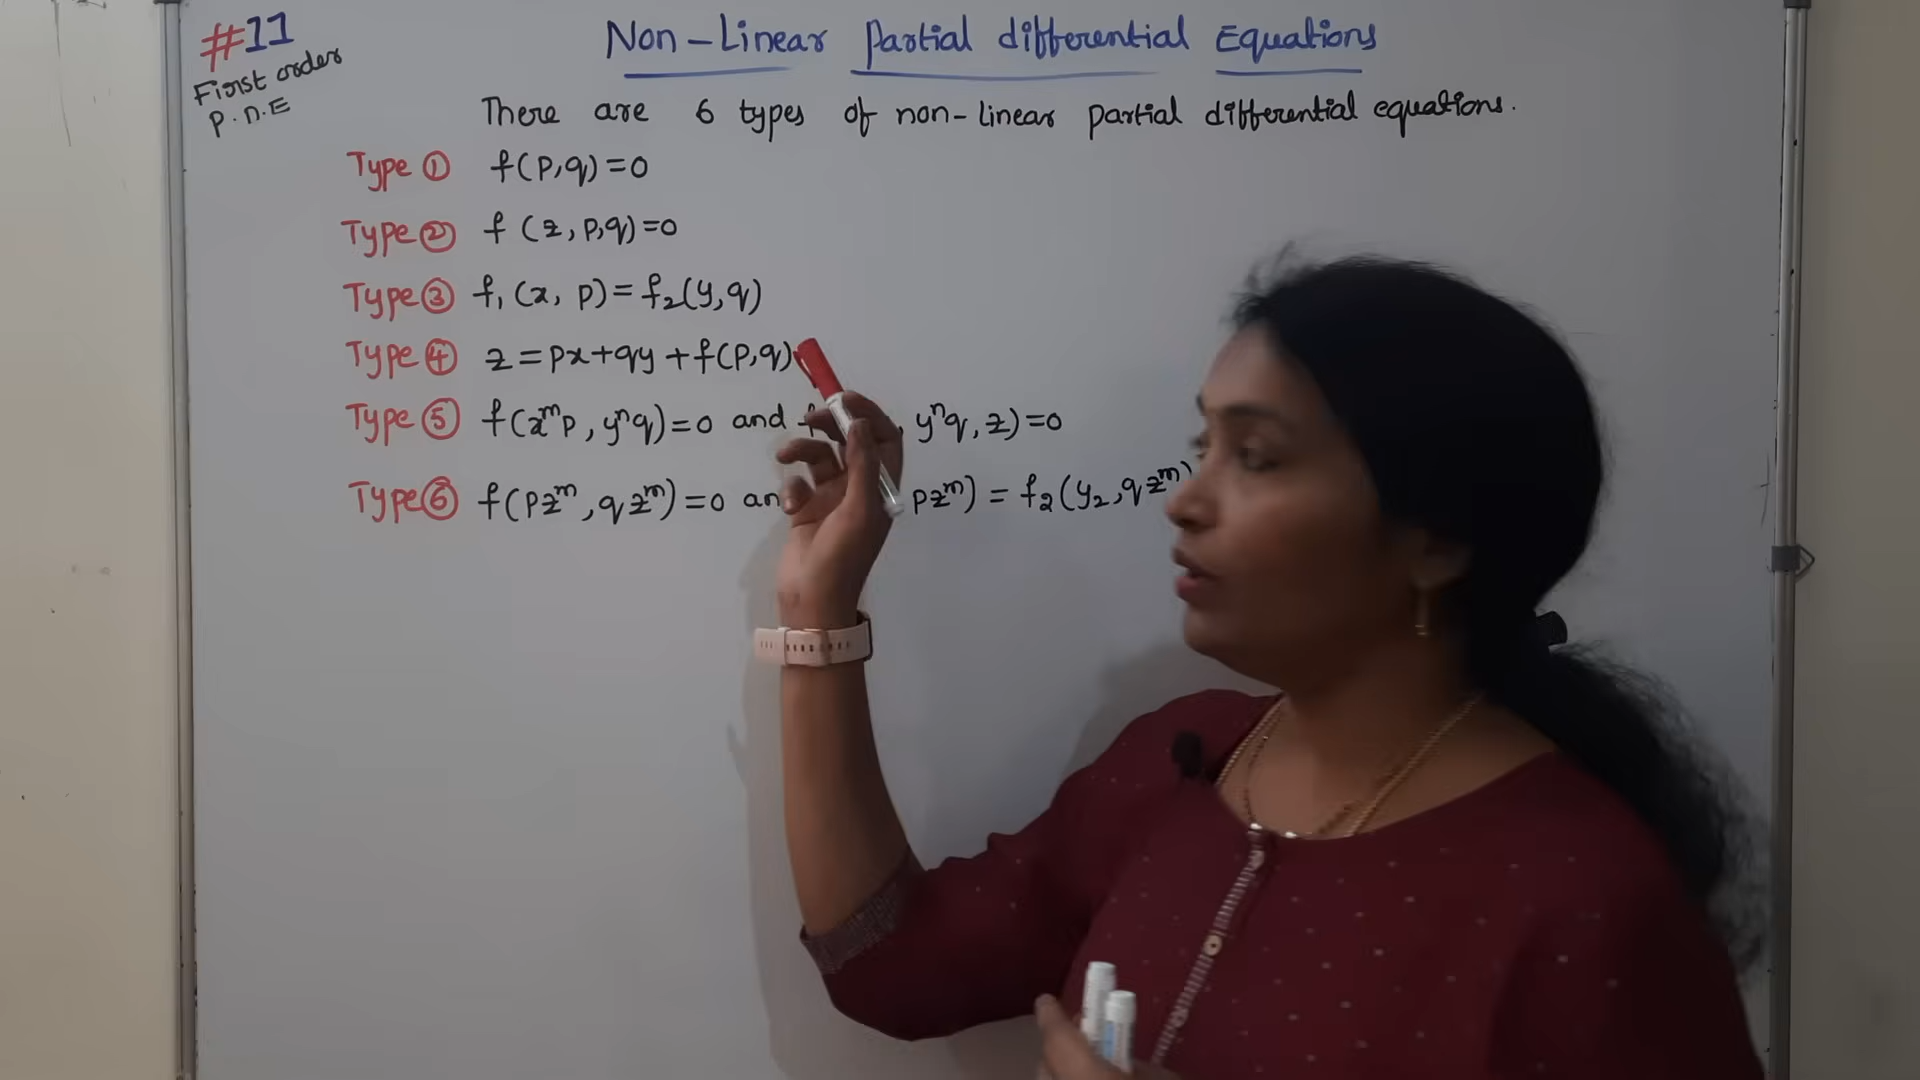 #11
First order
P.D.E
Non-Linear Partial differential Equations
There are 6 types of non-linear partial differential equations.
Type ① f(p,q)=0
Type ② f(z,p,q)=0
Type ③ f₁(x, p) = f₂(y,q)
Type ④ z = px+qy+f(p,q)
Type ⑤ f(xᵐp, yⁿq)=0 and f , yⁿq, z)=0
Type ⑥ f(pzᵐ, qzᵐ)=0 an pzᵐ) = f₂(y₂, qzᵐ)